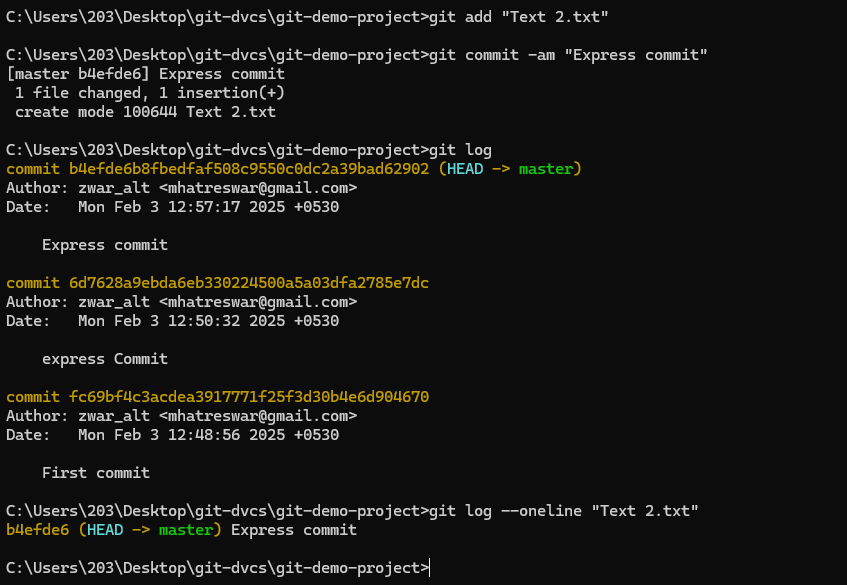 C:\Users\203\Desktop\git-dvcs\git-demo-project>git add "Text 2.txt"
C:\Users\203\Desktop\git-dvcs\git-demo-project>git commit -am "Express commit"
[master b4efde6] Express commit
 1 file changed, 1 insertion(+)
 create mode 100644 Text 2.txt
C:\Users\203\Desktop\git-dvcs\git-demo-project>git log
commit b4efde6b8fbedfaf508c9550c0dc2a39bad62902 (HEAD -> master)
Author: zwar_alt <mhatreswar@gmail.com>
Date:   Mon Feb 3 12:57:17 2025 +0530
    Express commit
commit 6d7628a9ebda6eb330224500a5a03dfa2785e7dc
Author: zwar_alt <mhatreswar@gmail.com>
Date:   Mon Feb 3 12:50:32 2025 +0530
    express Commit
commit fc69bf4c3acdea3917771f25f3d30b4e6d904670
Author: zwar_alt <mhatreswar@gmail.com>
Date:   Mon Feb 3 12:48:56 2025 +0530
    First commit
C:\Users\203\Desktop\git-dvcs\git-demo-project>git log --oneline "Text 2.txt"
b4efde6 (HEAD -> master) Express commit
C:\Users\203\Desktop\git-dvcs\git-demo-project>